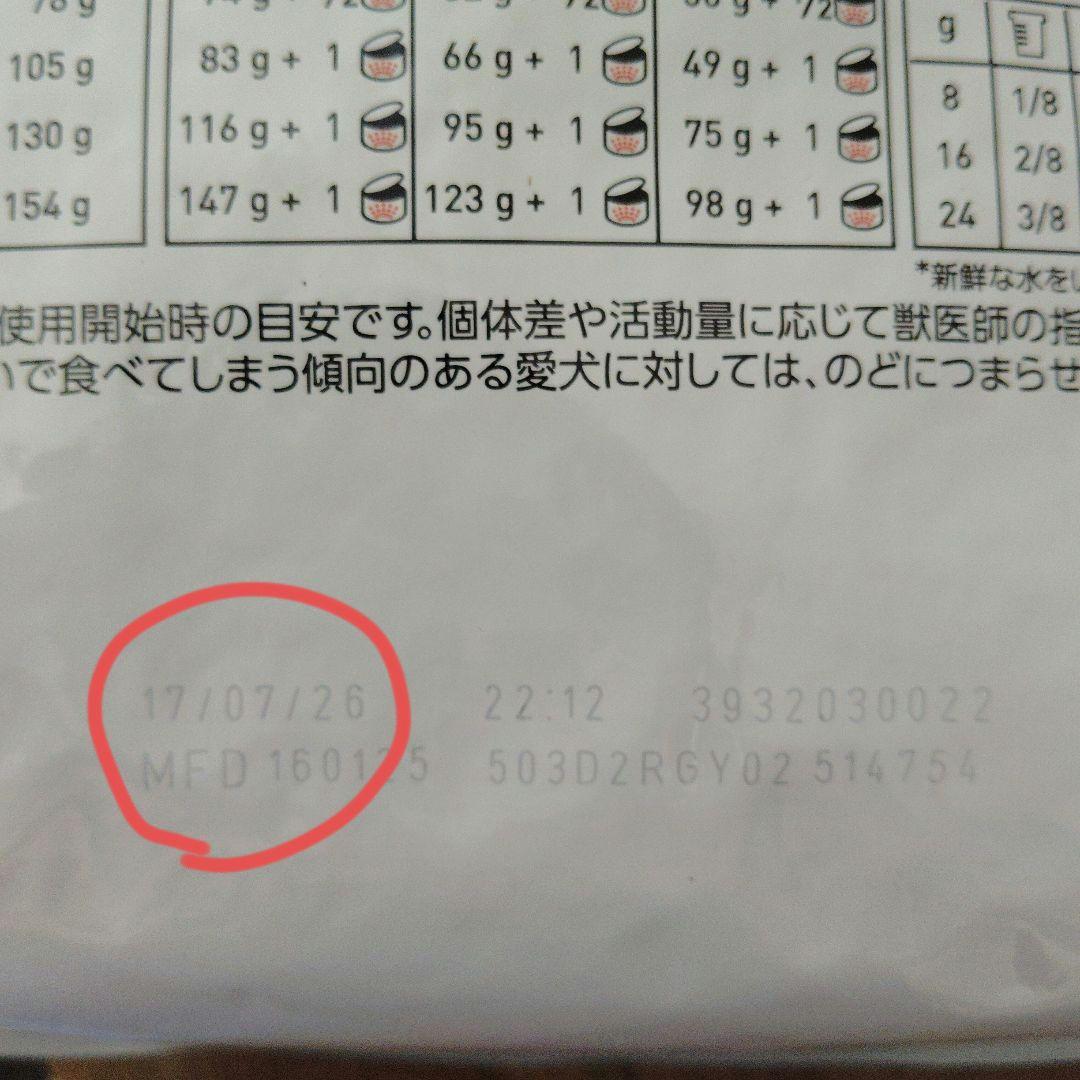 105 g 83 g + 1 66 g + 1 49 g + 1
130 g 116 g + 1 95 g + 1 75 g + 1
154 g 147 g + 1 123 g + 1 98 g + 1
g
8 1/8
16 2/8
24 3/8
*新鮮な水をい
使用開始時の目安です。個体差や活動量に応じて獣医師の指
いで食べてしまう傾向のある愛犬に対しては、のどにつまらせ
17/07/26 22:12 3932030022
MFD 160125 503D2RGY02 514754